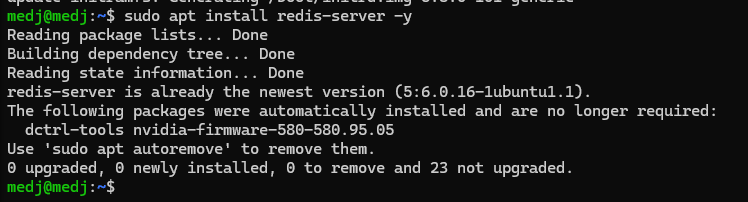 medj@medj:~$ sudo apt install redis-server -y
Reading package lists... Done
Building dependency tree... Done
Reading state information... Done
redis-server is already the newest version (5:6.0.16-1ubuntu1.1).
The following packages were automatically installed and are no longer required:
  dctrl-tools nvidia-firmware-580-580.95.05
Use 'sudo apt autoremove' to remove them.
0 upgraded, 0 newly installed, 0 to remove and 23 not upgraded.
medj@medj:~$